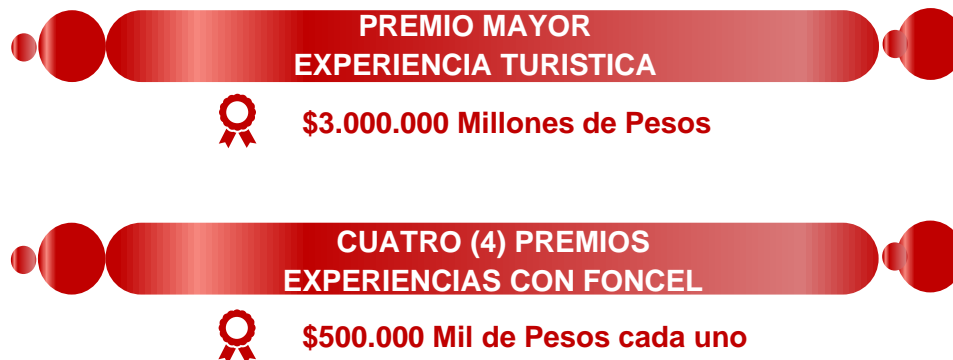 PREMIO MAYOR
EXPERIENCIA TURISTICA
$3.000.000 Millones de Pesos
CUATRO (4) PREMIOS
EXPERIENCIAS CON FONCEL
$500.000 Mil de Pesos cada uno